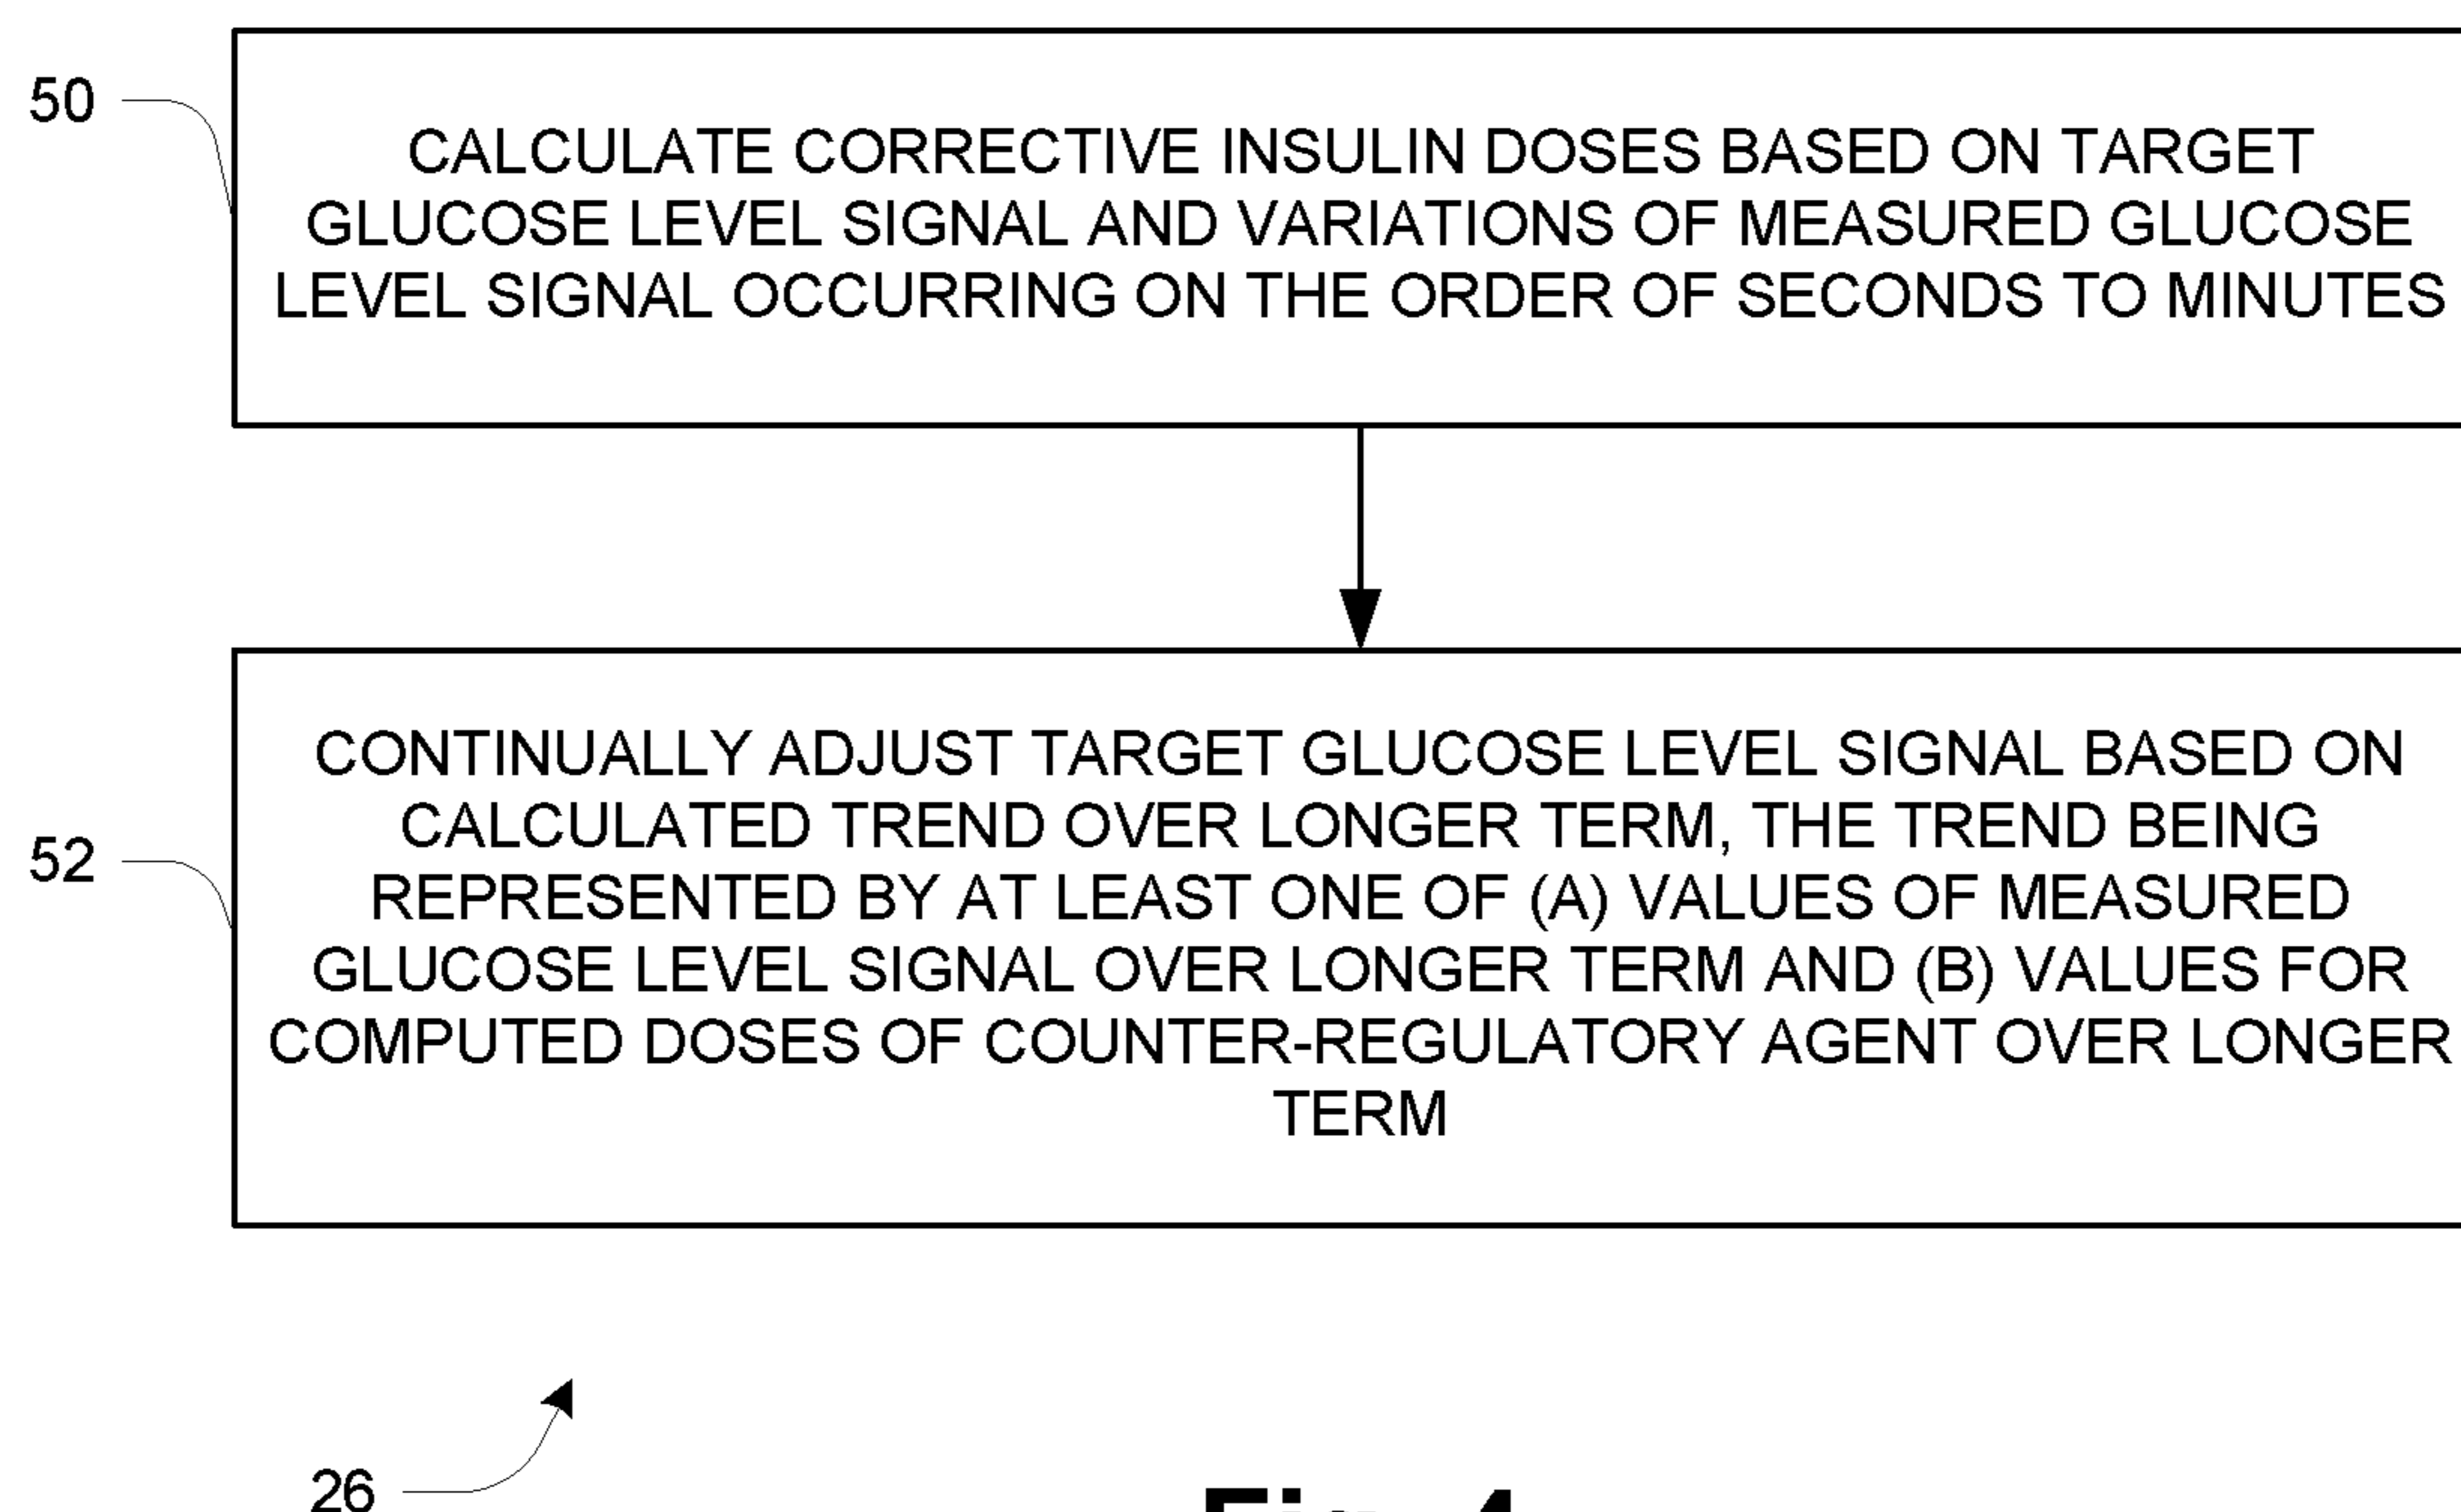 50
CALCULATE CORRECTIVE INSULIN DOSES BASED ON TARGET
GLUCOSE LEVEL SIGNAL AND VARIATIONS OF MEASURED GLUCOSE
LEVEL SIGNAL OCCURRING ON THE ORDER OF SECONDS TO MINUTES
52
CONTINUALLY ADJUST TARGET GLUCOSE LEVEL SIGNAL BASED ON
CALCULATED TREND OVER LONGER TERM, THE TREND BEING
REPRESENTED BY AT LEAST ONE OF (A) VALUES OF MEASURED
GLUCOSE LEVEL SIGNAL OVER LONGER TERM AND (B) VALUES FOR
COMPUTED DOSES OF COUNTER-REGULATORY AGENT OVER LONGER
TERM
26